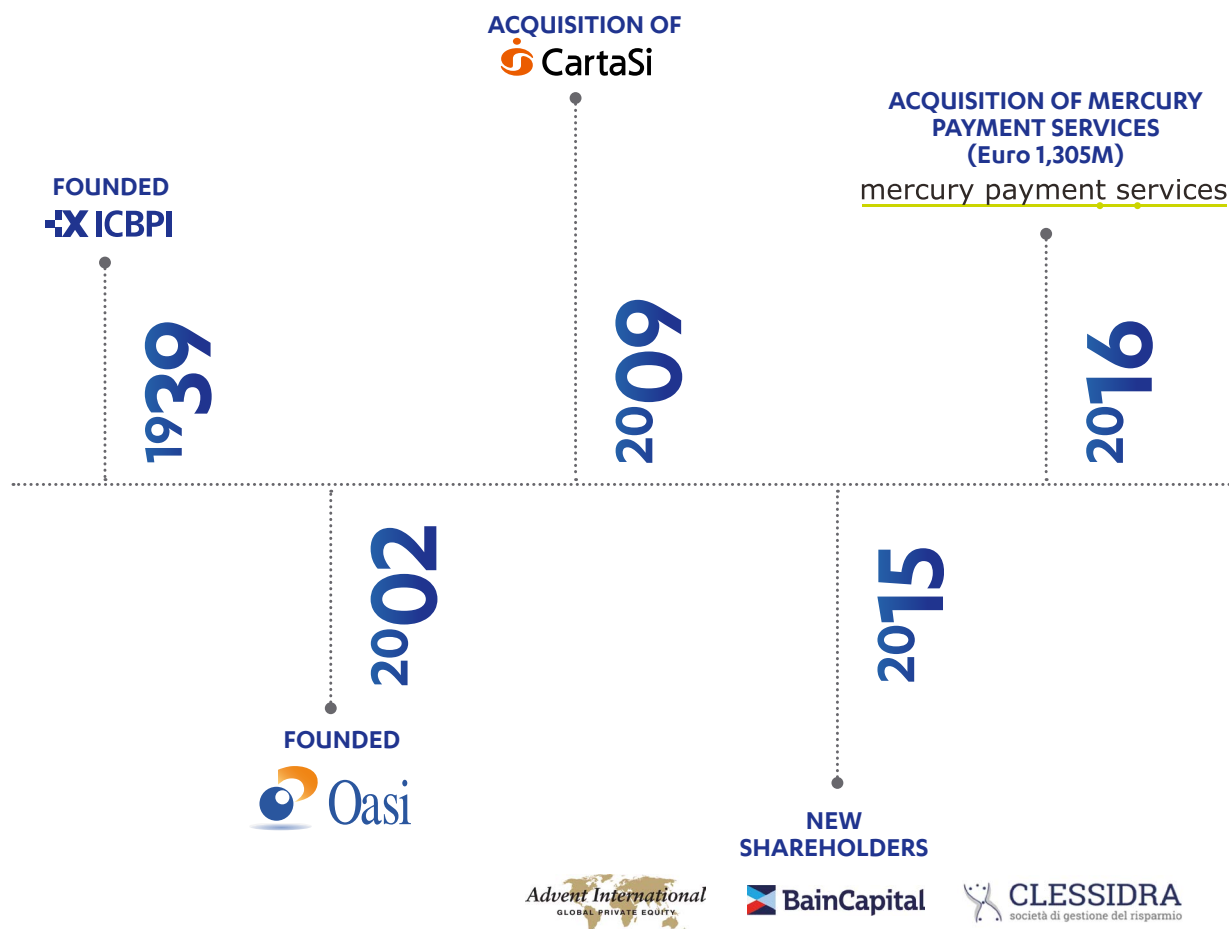 ACQUISITION OF
CartaSi
ACQUISITION OF MERCURY
PAYMENT SERVICES
(Euro 1,305M)
mercury payment services
FOUNDED
ICBPI
1939
2009
2016
2002
2015
FOUNDED
Oasi
NEW
SHAREHOLDERS
Advent International
GLOBAL PRIVATE EQUITY
BainCapital
CLESSIDRA
società di gestione del risparmio